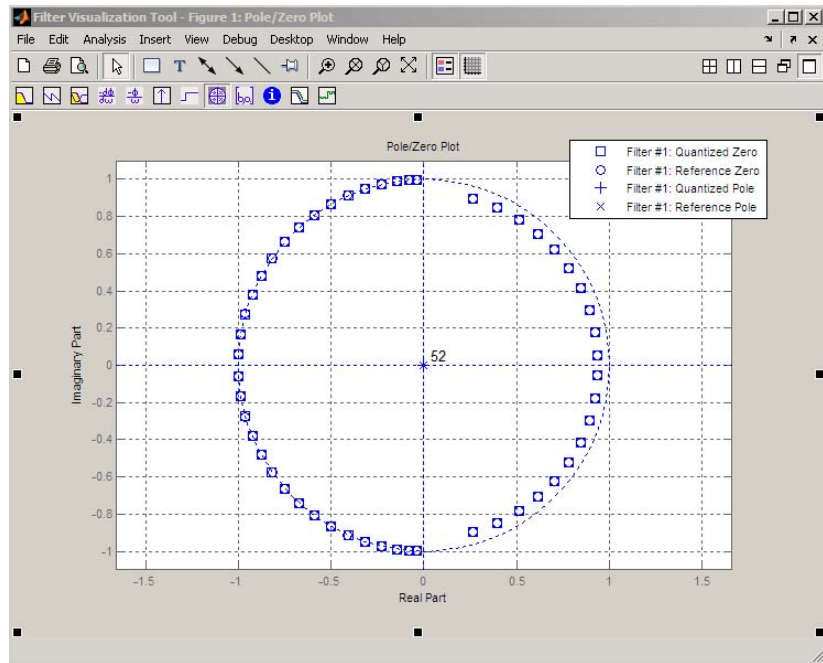 Filter Visualization Tool - Figure 1: Pole/Zero Plot
File Edit Analysis Insert View Debug Desktop Window Help
Pole/Zero Plot
Filter #1: Quantized Zero
Filter #1: Reference Zero
Filter #1: Quantized Pole
Filter #1: Reference Pole
1
0.8
0.6
0.4
0.2
0
-0.2
-0.4
-0.6
-0.8
-1
Imaginary Part
52
-1.5 -1 -0.5 0 0.5 1 1.5
Real Part